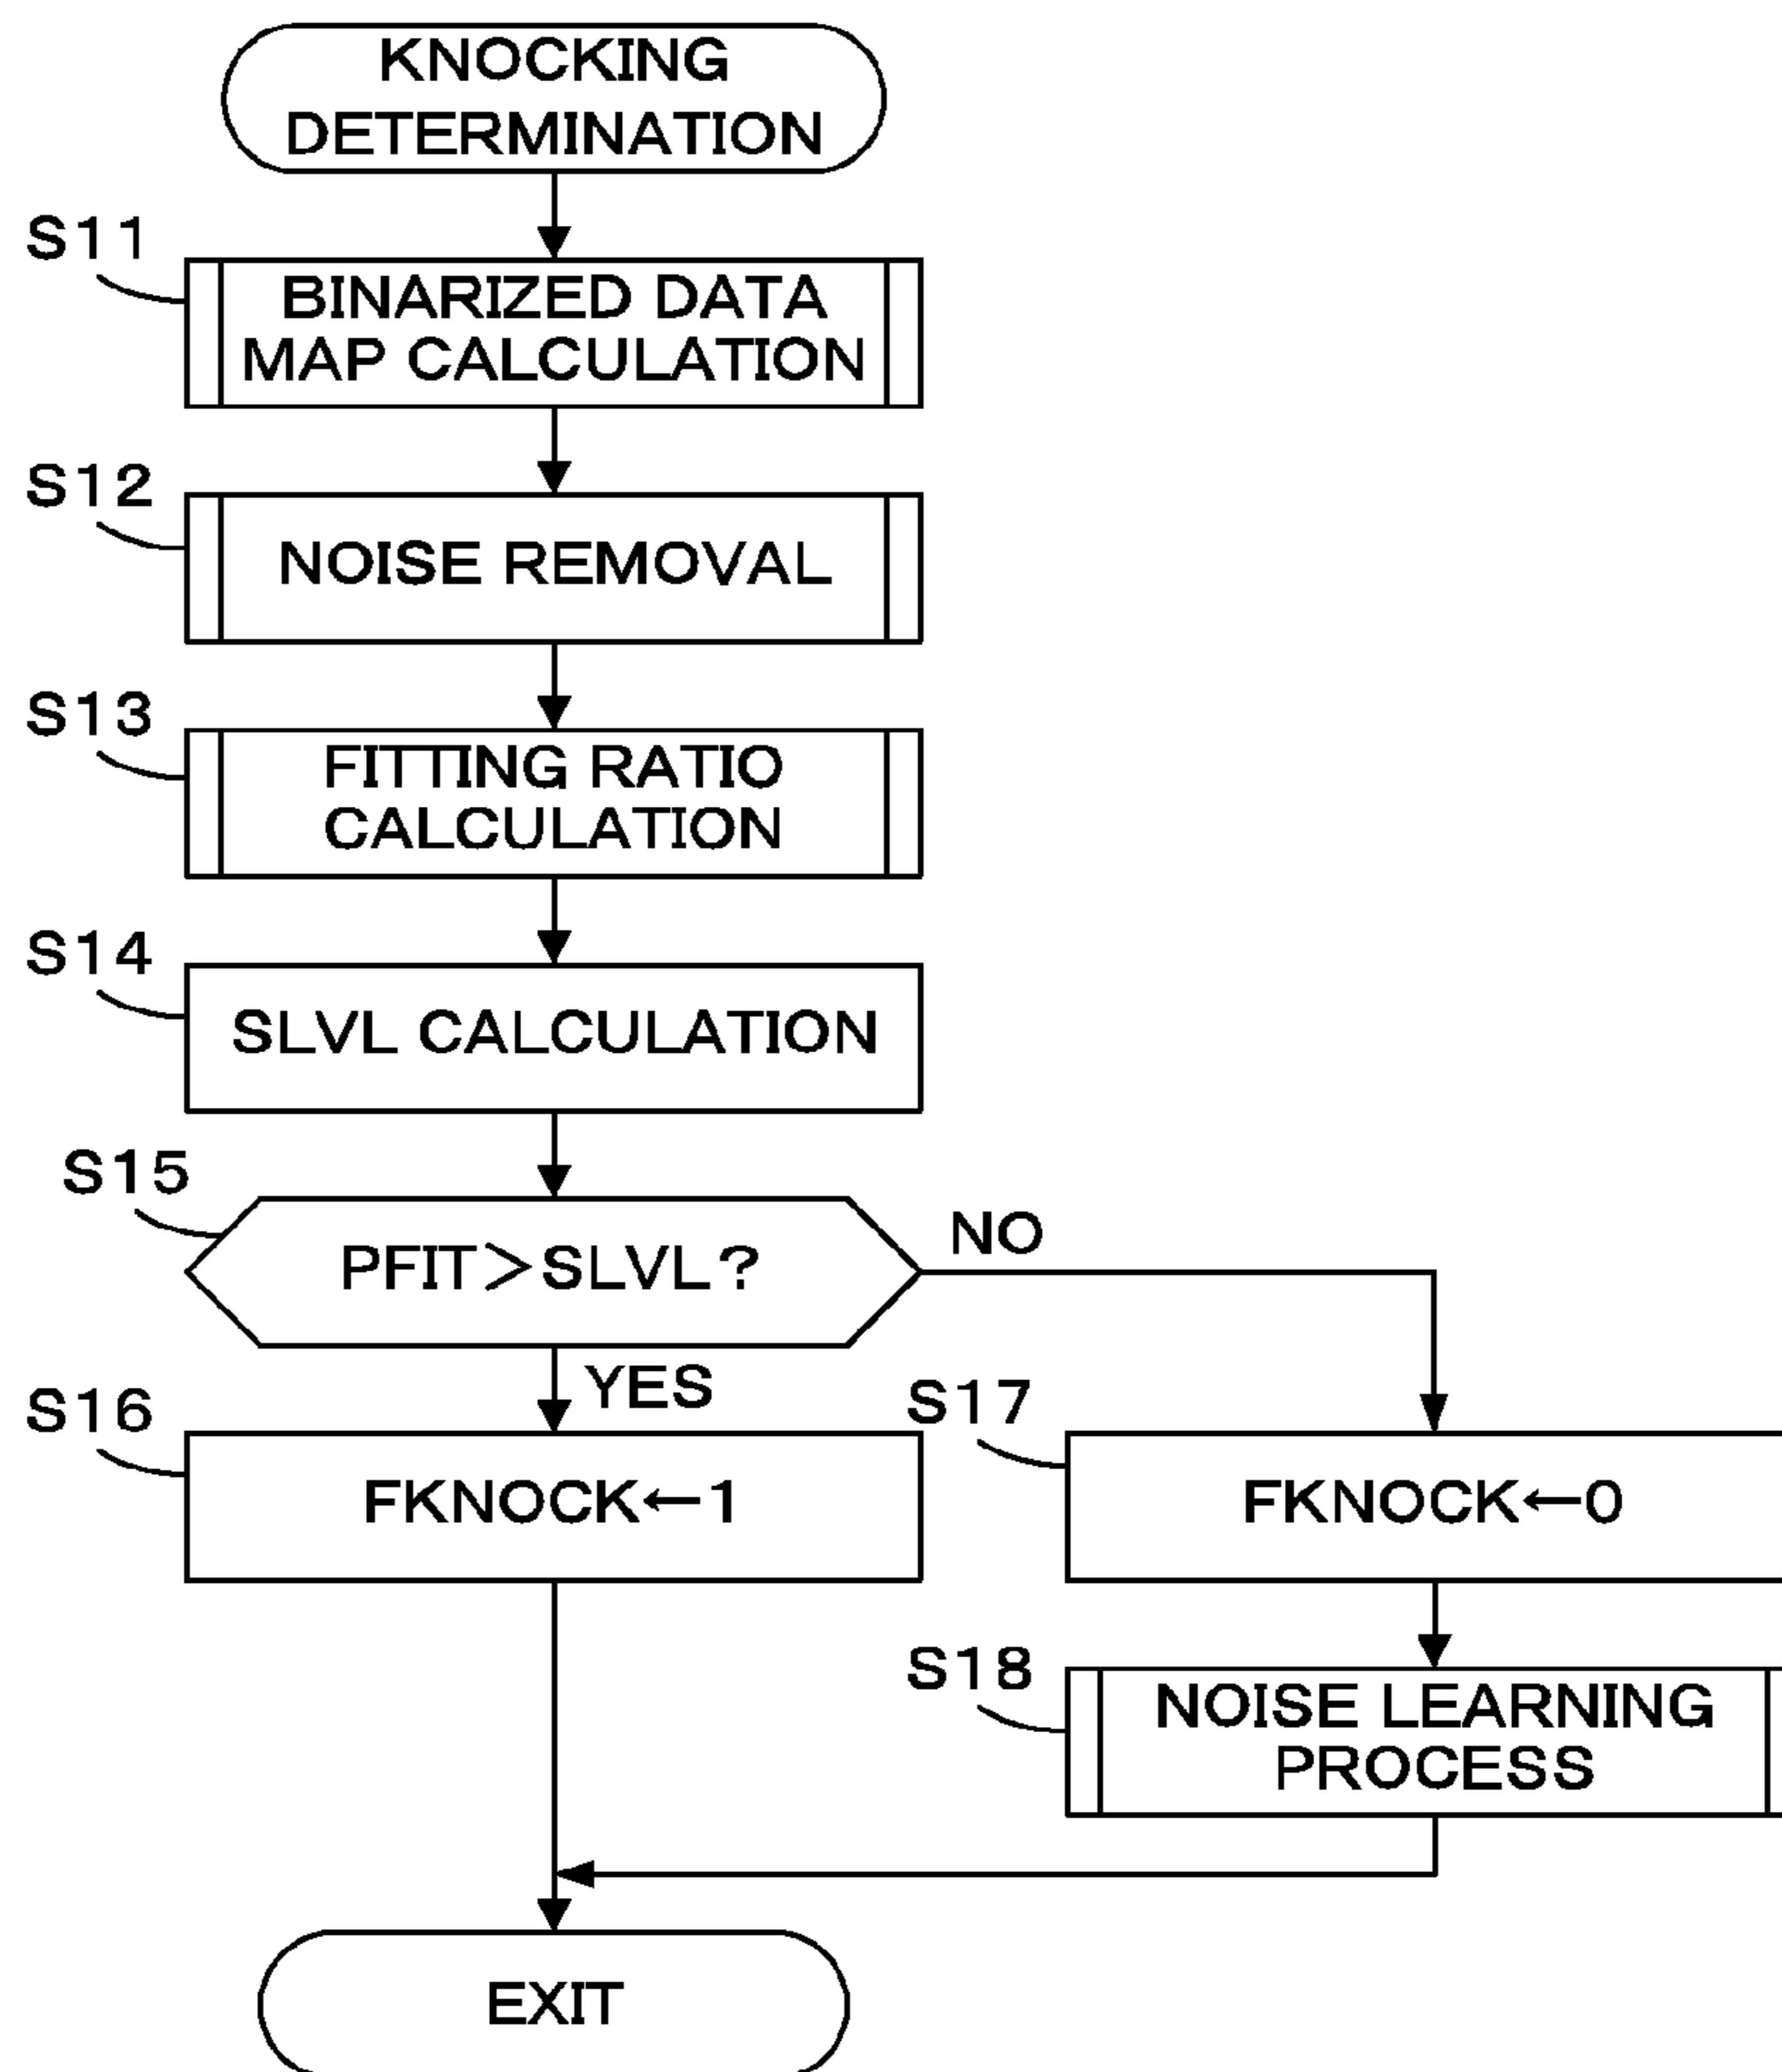 KNOCKING
DETERMINATION
S11
BINARIZED DATA
MAP CALCULATION
S12
NOISE REMOVAL
S13
FITTING RATIO
CALCULATION
S14
SLVL CALCULATION
S15
PFIT>SLVL?
NO
YES
S16
FKNOCK←1
S17
FKNOCK←0
S18
NOISE LEARNING
PROCESS
EXIT